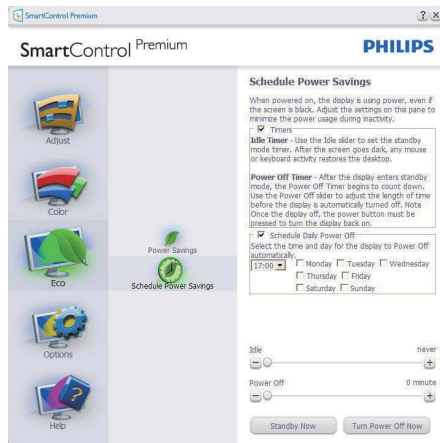 SmartControl Premium
? ×
SmartControl Premium
PHILIPS
Adjust
Color
Eco
Options
Help
Power Savings
Schedule Power Savings
Schedule Power Savings
When powered on, the display is using power, even if
the screen is black. Adjust the settings on this pane to
minimize the power usage during inactivity.
Timers
Idle Timer - Use the Idle slider to set the standby
mode timer. After the screen goes dark, any mouse
or keyboard activity restores the desktop.
Power Off Timer - After the display enters standby
mode, the Power Off Timer begins to count down.
Use the Power Off slider to adjust the length of time
before the display is automatically turned off. Note
Once the display off, the power button must be
pressed to turn the display back on.
Schedule Daily Power Off
Select the time and day for the display to Power Off
automatically.
17:00 Monday Tuesday Wednesday
Thursday Friday
Saturday Sunday
Idle never
Power Off 0 minute
Standby Now Turn Power Off Now